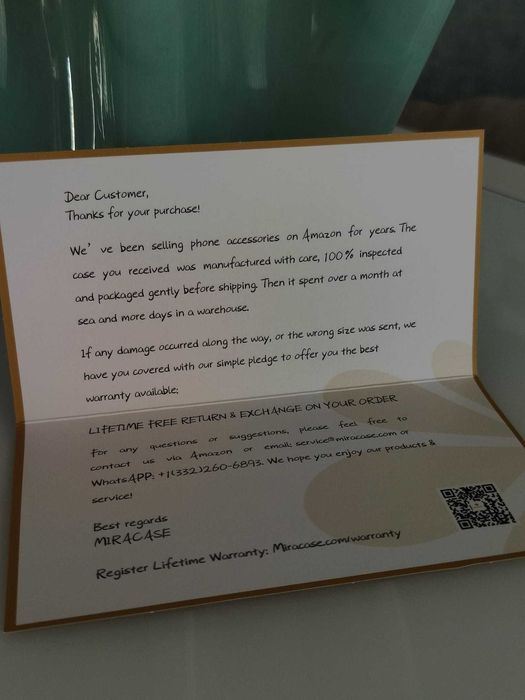 Dear Customer,
Thanks for your purchase!
We' ve been selling phone accessories on Amazon for years. The
case you received was manufactured with care, 100% inspected
and packaged gently before shipping. Then it spent over a month at
sea and more days in a warehouse.
If any damage occurred along the way, or the wrong size was sent, we
have you covered with our simple pledge to offer you the best
warranty available:
LIFETIME FREE RETURN & EXCHANGE ON YOUR ORDER
For any questions or suggestions, please feel free to
contact us via Amazon or email: service@miracase.com or
WhatsAPP: +1(332)260-6893. We hope you enjoy our products &
service!
Best regards
MIRACASE
Register Lifetime Warranty: Miracase.com/warranty